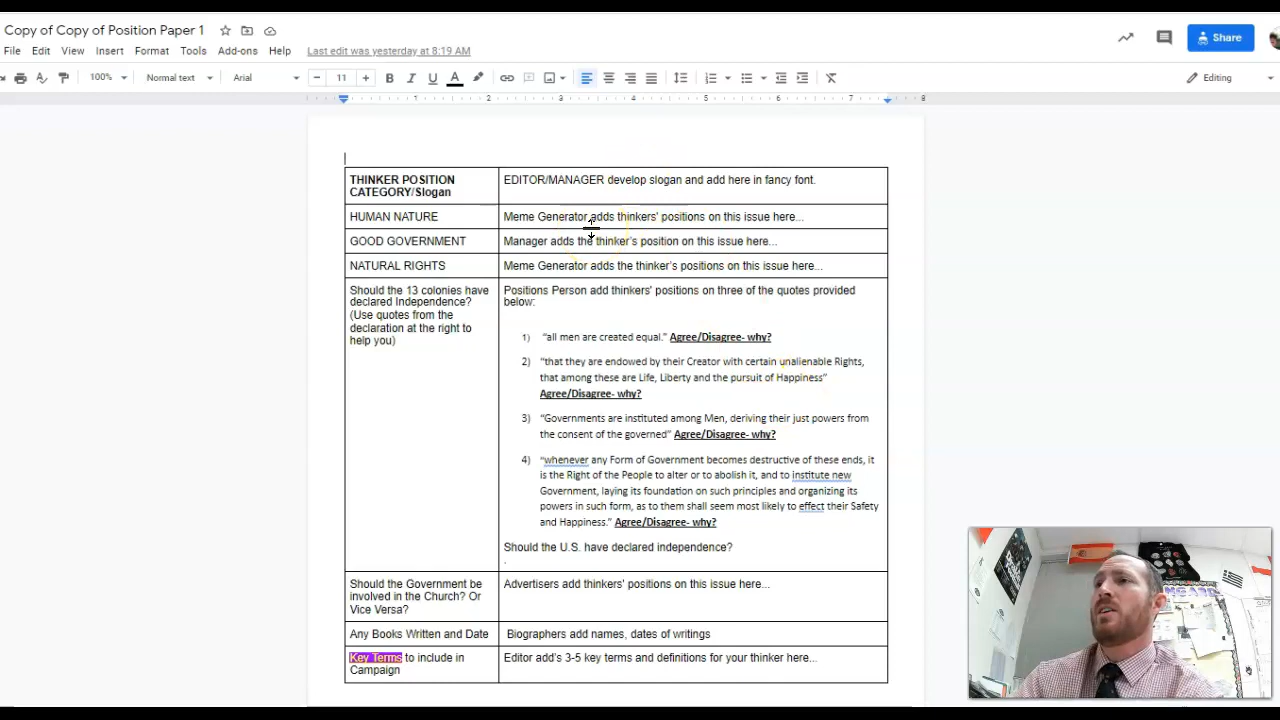 Copy of Copy of Position Paper 1
File Edit View Insert Format Tools Add-ons Help Last edit was yesterday at 8:19 AM
Share
100% Normal text Arial 11 Editing
1 1 2 3 4 5 6 7 8
THINKER POSITION
CATEGORY/Slogan
EDITOR/MANAGER develop slogan and add here in fancy font.
HUMAN NATURE
Meme Generator adds thinkers' positions on this issue here...
GOOD GOVERNMENT
Manager adds the thinker's position on this issue here...
NATURAL RIGHTS
Meme Generator adds the thinker's positions on this issue here...
Should the 13 colonies have
declared Independence?
(Use quotes from the
declaration at the right to
help you)
Positions Person add thinkers' positions on three of the quotes provided
below:
1) “all men are created equal.” Agree/Disagree- why?
2) “that they are endowed by their Creator with certain unalienable Rights,
that among these are Life, Liberty and the pursuit of Happiness”
Agree/Disagree- why?
3) “Governments are instituted among Men, deriving their just powers from
the consent of the governed” Agree/Disagree- why?
4) “whenever any Form of Government becomes destructive of these ends, it
is the Right of the People to alter or to abolish it, and to institute new
Government, laying its foundation on such principles and organizing its
powers in such form, as to them shall seem most likely to effect their Safety
and Happiness.” Agree/Disagree- why?
Should the U.S. have declared independence?
.
Should the Government be
involved in the Church? Or
Vice Versa?
Advertisers add thinkers' positions on this issue here...
Any Books Written and Date
Biographers add names, dates of writings
Key Terms to include in
Campaign
Editor add's 3-5 key terms and definitions for your thinker here...